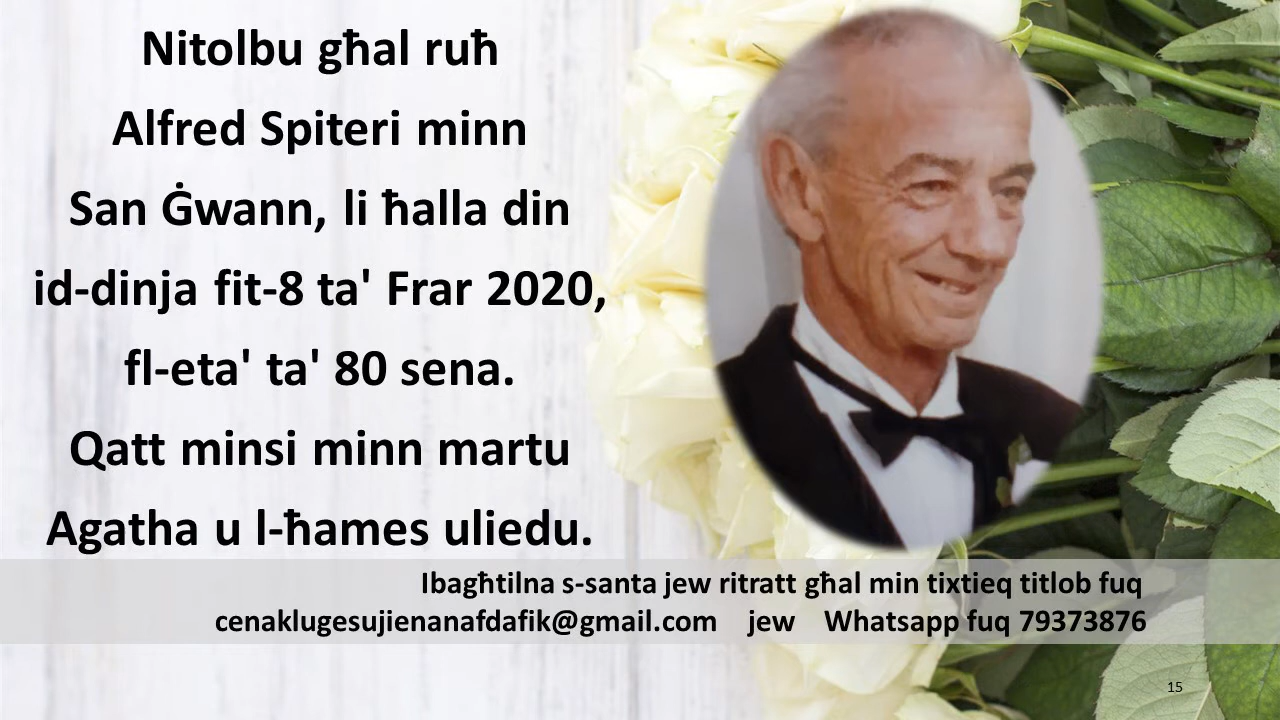 Nitolbu għal ruħ
Alfred Spiteri minn
San Ġwann, li ħalla din
id-dinja fit-8 ta' Frar 2020,
fl-eta' ta' 80 sena.
Qatt minsi minn martu
Agatha u l-ħames uliedu.
Ibagħtilna s-santa jew ritratt għal min tixtieq titlob fuq
cenaklugesujienanafdafik@gmail.com jew Whatsapp fuq 79373876
15